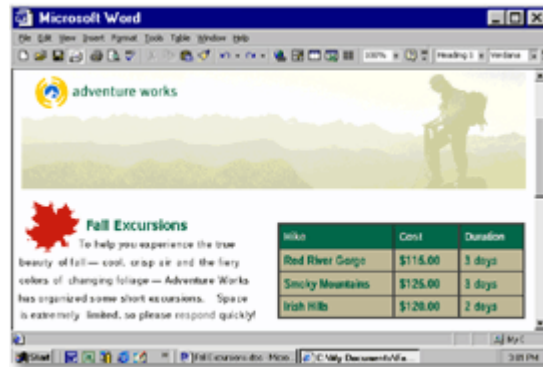 Microsoft Word
File Edit View Insert Format Tools Table Window Help
100% Heading 1 Verdana
adventure works
Fall Excursions
To help you experience the true
beauty of fall — cool, crisp air and the fiery
colors of changing foliage — Adventure Works
has organized some short excursions. Space
is extremely limited, so please respond quickly!
Hike Cost Duration
Red River Gorge $115.00 3 days
Smoky Mountains $125.00 3 days
Irish Hills $120.00 2 days
My C
Start Fall Excursions.doc - Micro... C:\My Documents\Fa...